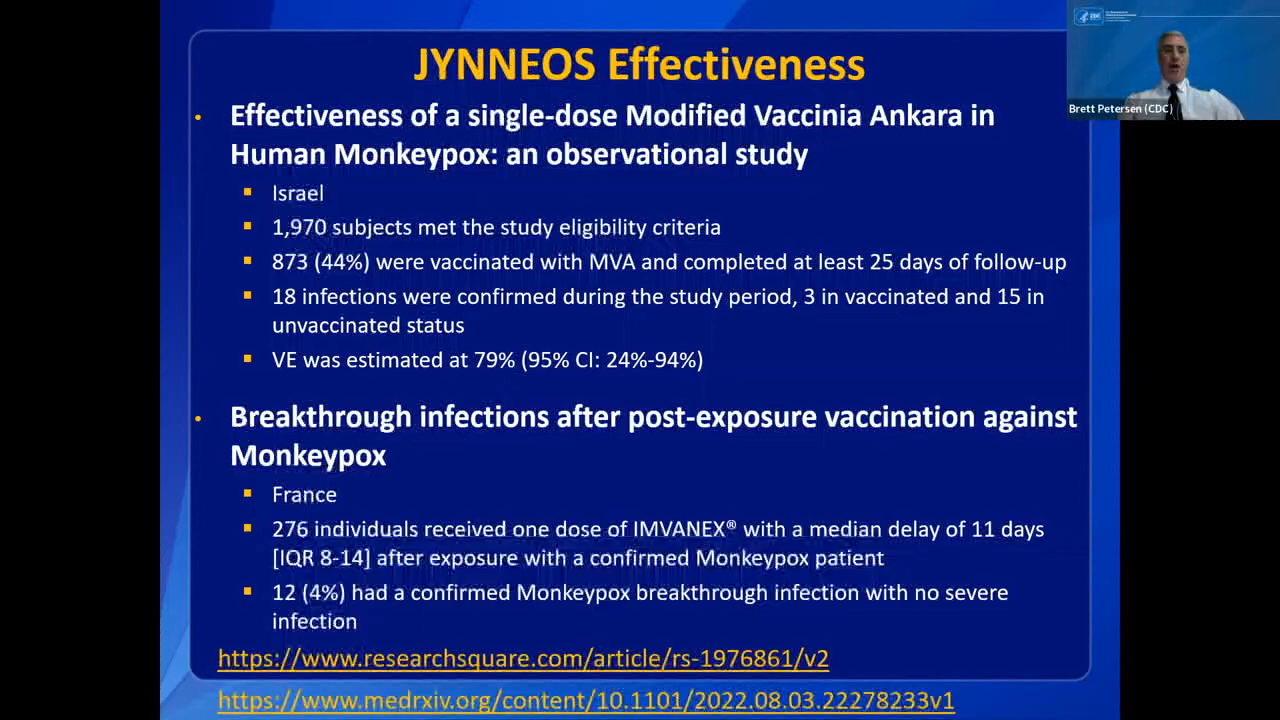 JYNNEOS Effectiveness
• Effectiveness of a single-dose Modified Vaccinia Ankara in
Human Monkeypox: an observational study
▪ Israel
▪ 1,970 subjects met the study eligibility criteria
▪ 873 (44%) were vaccinated with MVA and completed at least 25 days of follow-up
▪ 18 infections were confirmed during the study period, 3 in vaccinated and 15 in
unvaccinated status
▪ VE was estimated at 79% (95% CI: 24%-94%)
• Breakthrough infections after post-exposure vaccination against
Monkeypox
▪ France
▪ 276 individuals received one dose of IMVANEX® with a median delay of 11 days
[IQR 8-14] after exposure with a confirmed Monkeypox patient
▪ 12 (4%) had a confirmed Monkeypox breakthrough infection with no severe
infection
https://www.researchsquare.com/article/rs-1976861/v2
https://www.medrxiv.org/content/10.1101/2022.08.03.22278233v1
CDC
Brett Petersen (CDC)